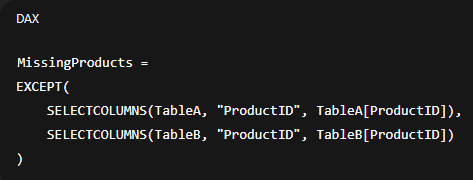 DAX
MissingProducts =
EXCEPT(
    SELECTCOLUMNS(TableA, "ProductID", TableA[ProductID]),
    SELECTCOLUMNS(TableB, "ProductID", TableB[ProductID])
)